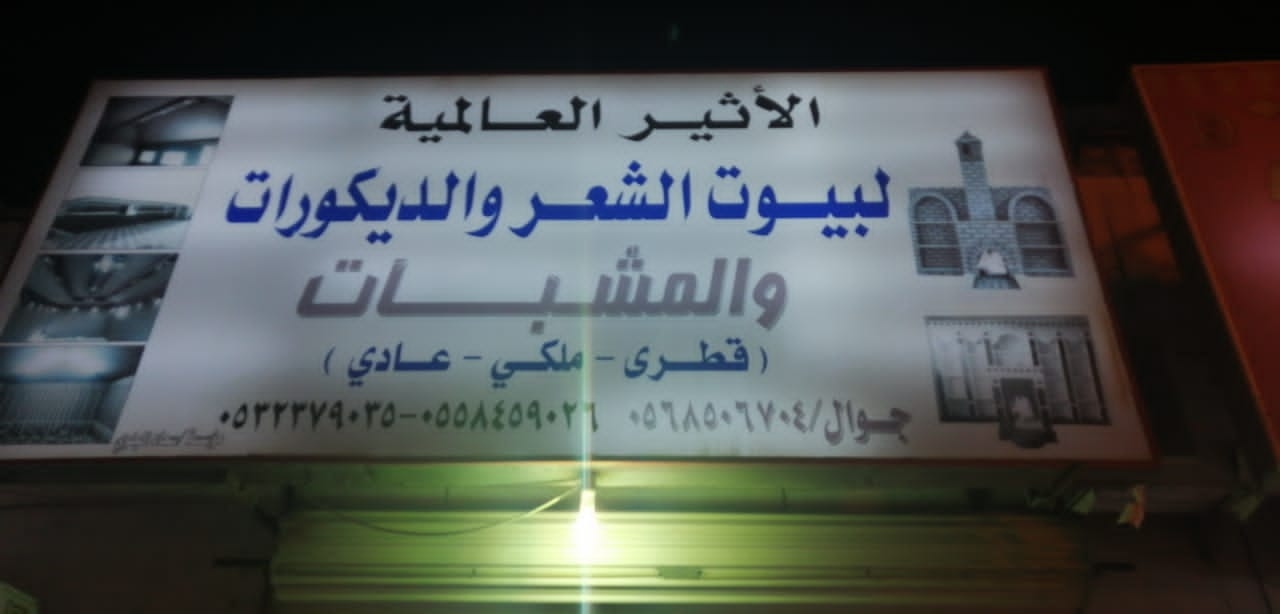 الأثير العالمية
لبيوت الشعر والديكورات
والمشبات
( قطرى - ملكي - عادي )
جوال/٠٥٦٨٥٠٦٧٠٤ ٠٥٥٨٤٥٩٠٢٦-٠٥٣٢٣٧٩٠٣٥